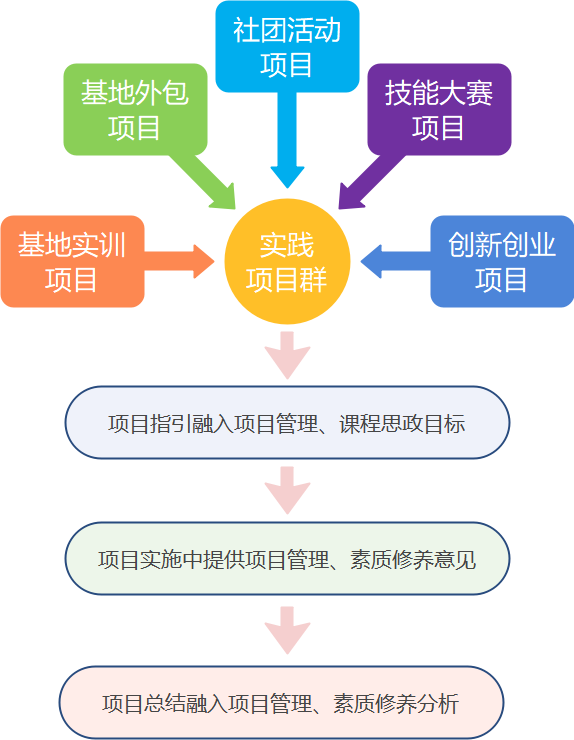 社团活动
项目
基地外包
项目
技能大赛
项目
基地实训
项目
实践
项目群
创新创业
项目
项目指引融入项目管理、课程思政目标
项目实施中提供项目管理、素质修养意见
项目总结融入项目管理、素质修养分析